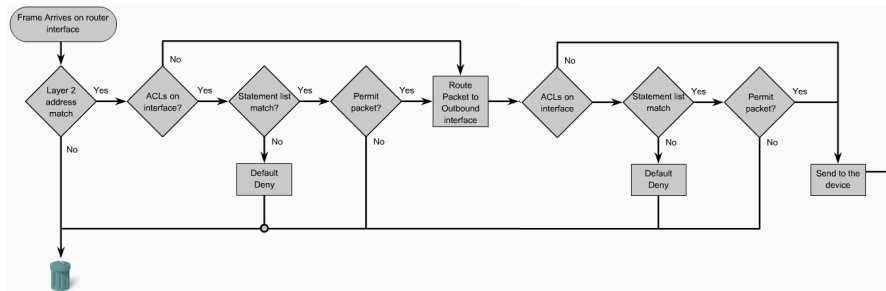 Frame Arrives on router
interface
Layer 2
address
match
Yes
No
ACLs on
interface?
No
Yes
Statement list
match?
Yes
No
Default
Deny
Permit
packet?
Yes
No
Route
Packet to
Outbound
interface
ACLs on
interface
No
Yes
Statement list
match
Yes
No
Default
Deny
Permit
packet?
Yes
No
Send to the
device